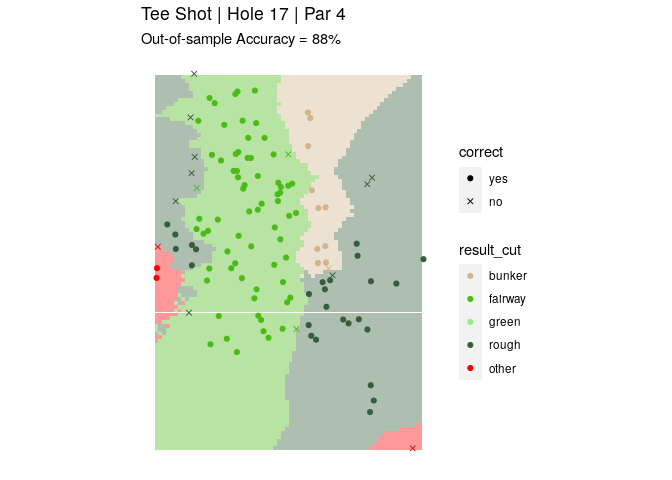 Tee Shot | Hole 17 | Par 4
Out-of-sample Accuracy = 88%
correct
yes
no
result_cut
bunker
fairway
green
rough
other